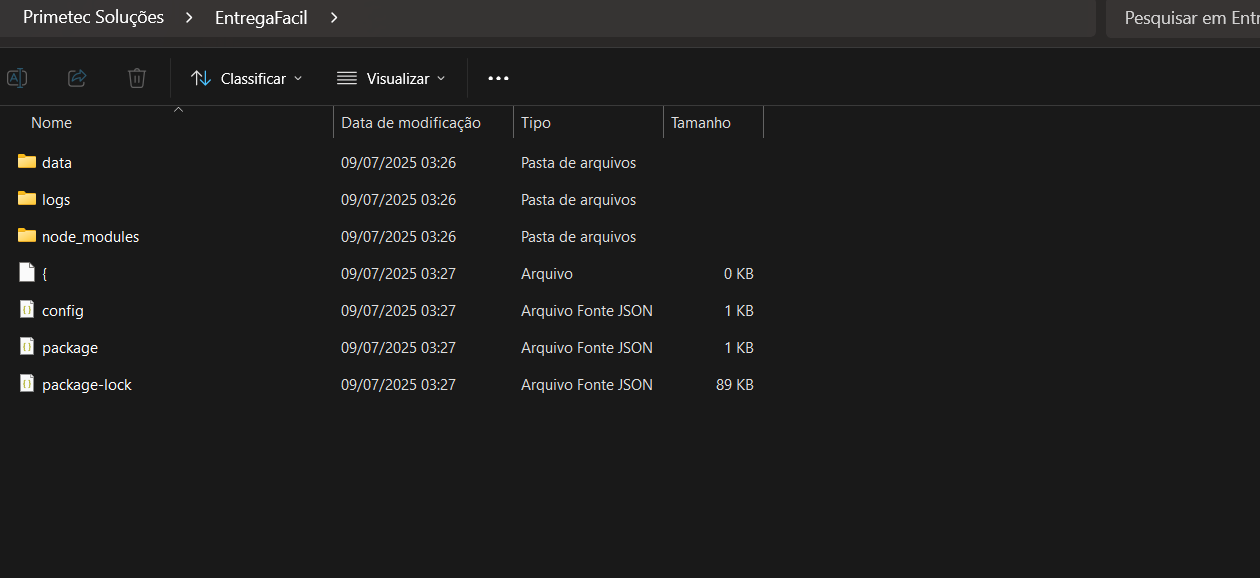 Primetec Soluções > EntregaFacil >
Pesquisar em Entr
Classificar Visualizar •••
Nome Data de modificação Tipo Tamanho
data 09/07/2025 03:26 Pasta de arquivos
logs 09/07/2025 03:26 Pasta de arquivos
node_modules 09/07/2025 03:26 Pasta de arquivos
{ 09/07/2025 03:27 Arquivo 0 KB
config 09/07/2025 03:27 Arquivo Fonte JSON 1 KB
package 09/07/2025 03:27 Arquivo Fonte JSON 1 KB
package-lock 09/07/2025 03:27 Arquivo Fonte JSON 89 KB